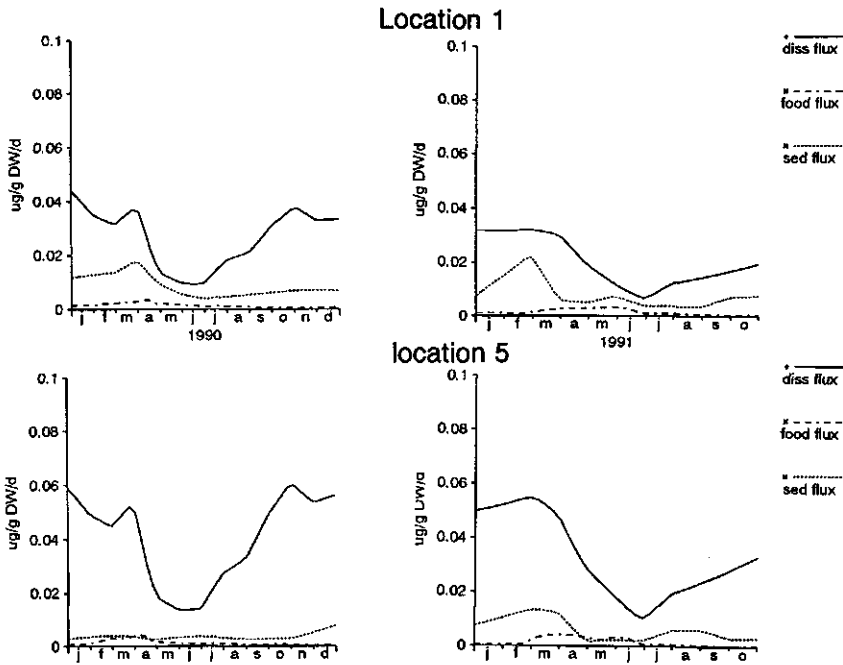 Location 1
ug/g DW/d
0.1
0.08
0.06
0.04
0.02
0
j f m a m j j a s o n d
1990
ug/g DW/d
0.1
0.08
0.06
0.04
0.02
0
j f m a m j j a s o
1991
+ diss flux
× food flux
× sed flux
location 5
ug/g DW/d
0.1
0.08
0.06
0.04
0.02
0
j f m a m j j a s o n d
ug/g DW/d
0.1
0.08
0.06
0.04
0.02
0
j f m a m j j a s o
+ diss flux
× food flux
× sed flux